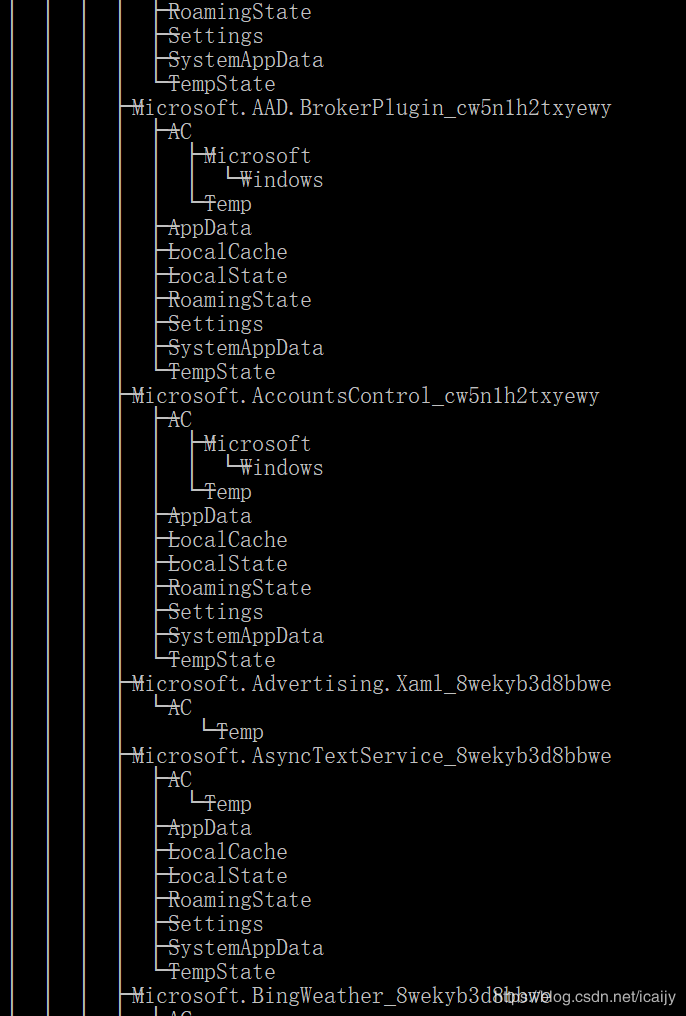 RoamingState
Settings
SystemAppData
TempState
Microsoft.AAD.BrokerPlugin_cw5n1h2txyewy
AC
Microsoft
Windows
Temp
AppData
LocalCache
LocalState
RoamingState
Settings
SystemAppData
TempState
Microsoft.AccountsControl_cw5n1h2txyewy
AC
Microsoft
Windows
Temp
AppData
LocalCache
LocalState
RoamingState
Settings
SystemAppData
TempState
Microsoft.Advertising.Xaml_8wekyb3d8bbwe
AC
Temp
Microsoft.AsyncTextService_8wekyb3d8bbwe
AC
Temp
AppData
LocalCache
LocalState
RoamingState
Settings
SystemAppData
TempState
Microsoft.BingWeather_8wekyb3d8bbwe
https://blog.csdn.net/icaijy
AC